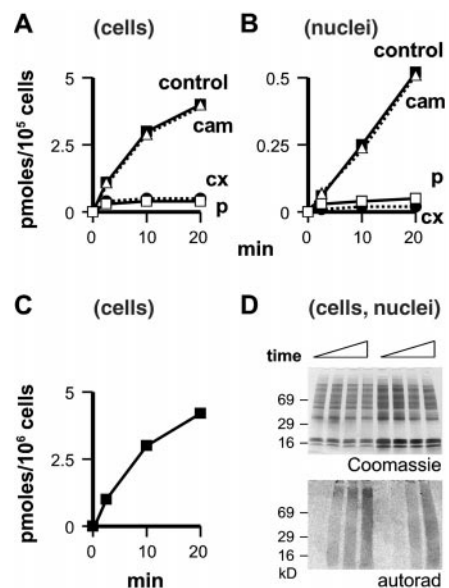 A (cells)
B (nuclei)
pmoles/10⁵ cells
5
2.5
0
control
cam
cx
p
0 10 20
0.5
0.25
0
control
cam
p
cx
0 10 20
min
C (cells)
pmoles/10⁶ cells
5
2.5
0
0 10 20
min
D (cells, nuclei)
time
69
29
16
Coomassie
69
29
16
kD
autorad